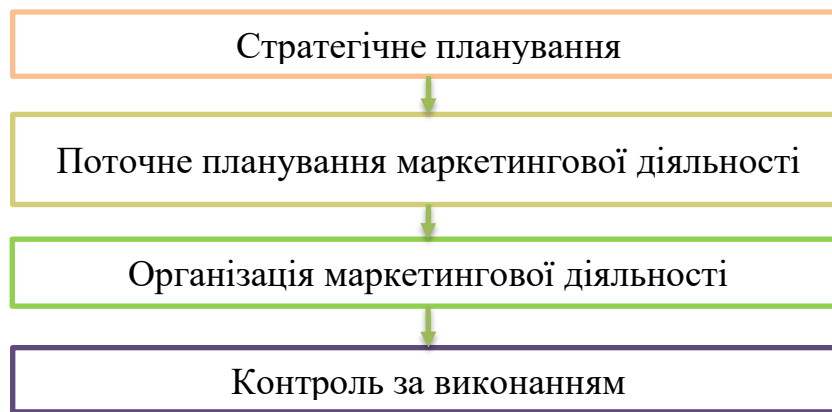 Стратегічне планування
Поточне планування маркетингової діяльності
Організація маркетингової діяльності
Контроль за виконанням